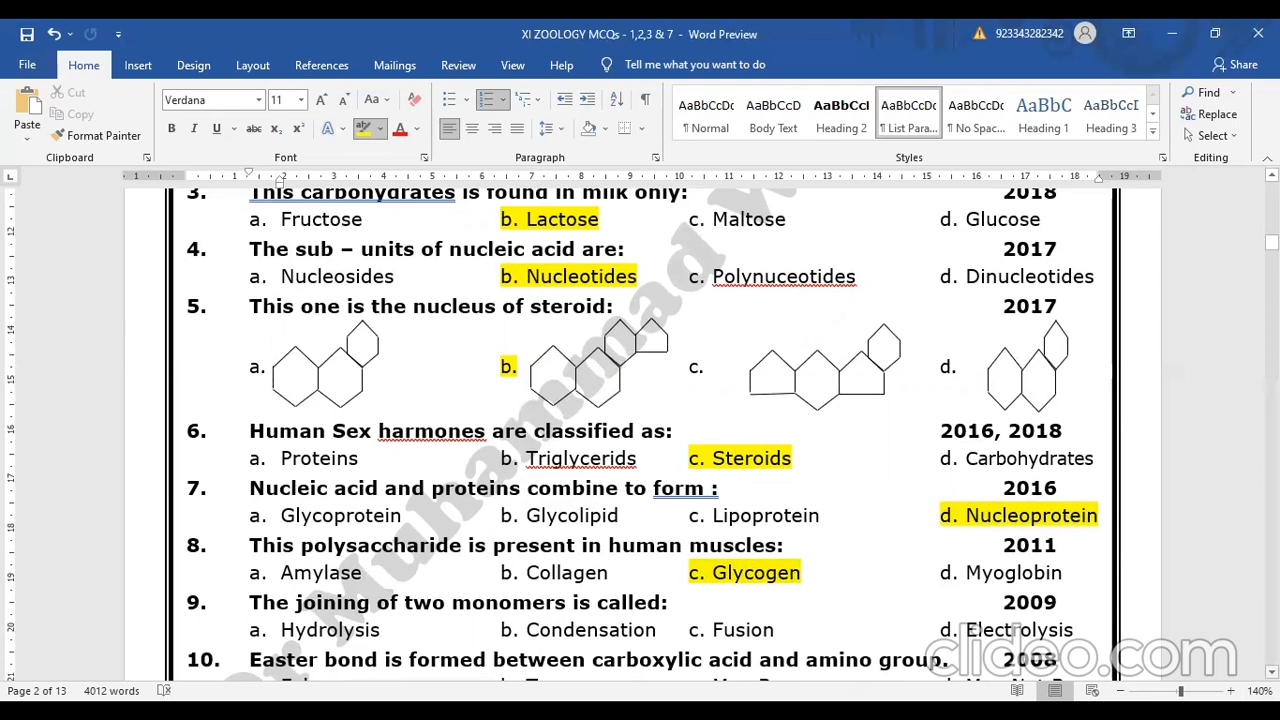 XI ZOOLOGY MCQs - 1,2,3 & 7 - Word Preview
923343282342
File Home Insert Design Layout References Mailings Review View Help Tell me what you want to do Share
Paste
Cut
Copy
Format Painter
Clipboard
Verdana 11
Font
Paragraph
AaBbCcDc AaBbCcDc AaBbCcI AaBbCcDc AaBbCcDc AaBbC AaBbCcI
¶ Normal Body Text Heading 2 ¶ List Para... ¶ No Spac... Heading 1 Heading 3
Styles
Find
Replace
Select
Editing
3. This carbohydrates is found in milk only: 2018
a. Fructose b. Lactose c. Maltose d. Glucose
4. The sub – units of nucleic acid are: 2017
a. Nucleosides b. Nucleotides c. Polynuceotides d. Dinucleotides
5. This one is the nucleus of steroid: 2017
a. b. c. d.
6. Human Sex harmones are classified as: 2016, 2018
a. Proteins b. Triglycerids c. Steroids d. Carbohydrates
7. Nucleic acid and proteins combine to form : 2016
a. Glycoprotein b. Glycolipid c. Lipoprotein d. Nucleoprotein
8. This polysaccharide is present in human muscles: 2011
a. Amylase b. Collagen c. Glycogen d. Myoglobin
9. The joining of two monomers is called: 2009
a. Hydrolysis b. Condensation c. Fusion d. Electrolysis
10. Easter bond is formed between carboxylic acid and amino group. 2008
Muhammad
clideo.com
Page 2 of 13 4012 words 140%